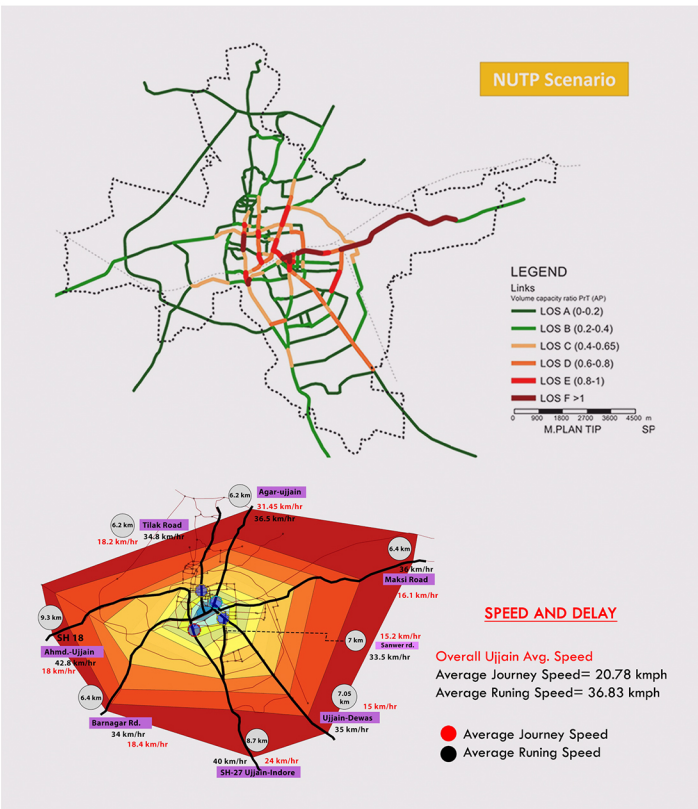 NUTP Scenario
LEGEND
Links
Volume capacity ratio PrT (AP)
LOS A (0-0.2)
LOS B (0.2-0.4)
LOS C (0.4-0.65)
LOS D (0.6-0.8)
LOS E (0.8-1)
LOS F >1
0 900 1800 2700 3600 4500 m
M.PLAN TIP SP
6.2 km
Agar-ujjain
31.45 km/hr
36.5 km/hr
6.2 km
Tilak Road
34.8 km/hr
18.2 km/hr
6.4 km
36 km/hr
Maksi Road
16.1 km/hr
9.3 km
SH 18
Ahmd.-Ujjain
42.8 km/hr
18 km/hr
7 km
15.2 km/hr
Sanwer rd.
33.5 km/hr
6.4 km
Barnagar Rd.
34 km/hr
18.4 km/hr
7.05
km
15 km/hr
Ujjain-Dewas
35 km/hr
8.7 km
40 km/hr
24 km/hr
SH-27 Ujjain-Indore
SPEED AND DELAY
Overall Ujjain Avg. Speed
Average Journey Speed= 20.78 kmph
Average Runing Speed= 36.83 kmph
Average Journey Speed
Average Runing Speed